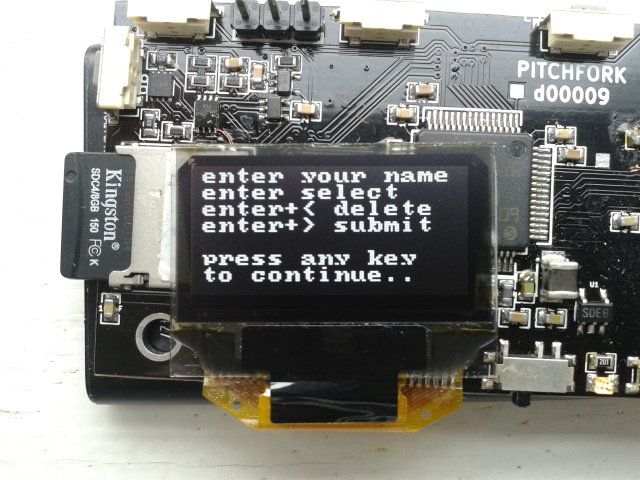 PITCHFORK
d00009
Kingston®
SDC4/8GB 150 FC K
enter your name
enter select
enter+< delete
enter+> submit
press any key
to continue..
U1
SDEB
201